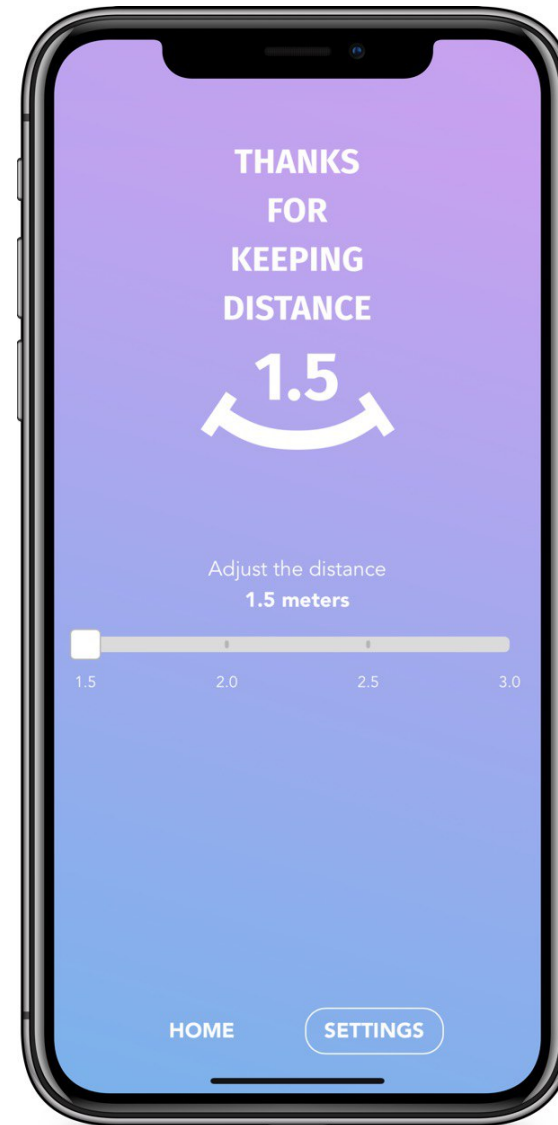 THANKS
FOR
KEEPING
DISTANCE
1.5
Adjust the distance
1.5 meters
1.5 2.0 2.5 3.0
HOME SETTINGS